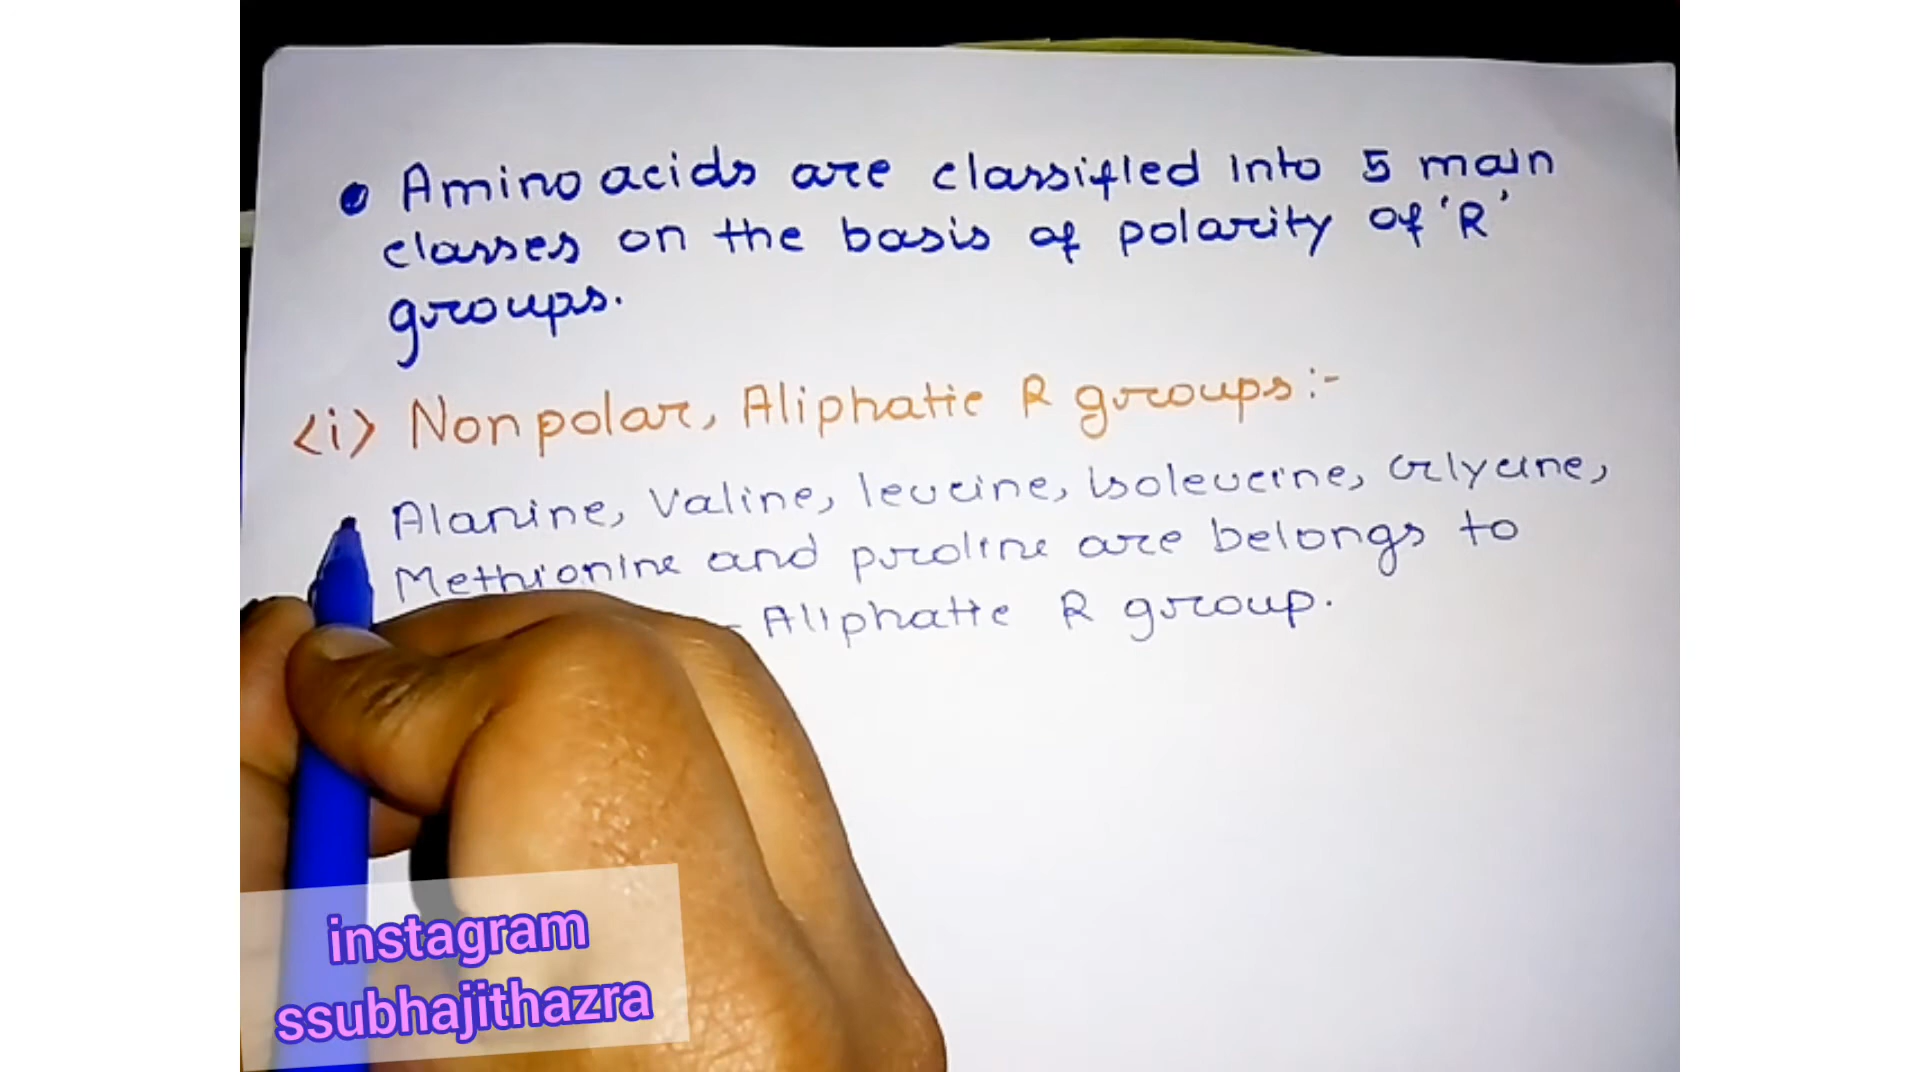 • Amino acids are classified into 5 main
classes on the basis of polarity of 'R'
groups.
<i> Nonpolar, Aliphatic R groups:-
Alanine, Valine, leucine, isoleucine, Glycine,
Methionine and proline are belongs to
- Aliphatic R group.
instagram
ssubhajithazra